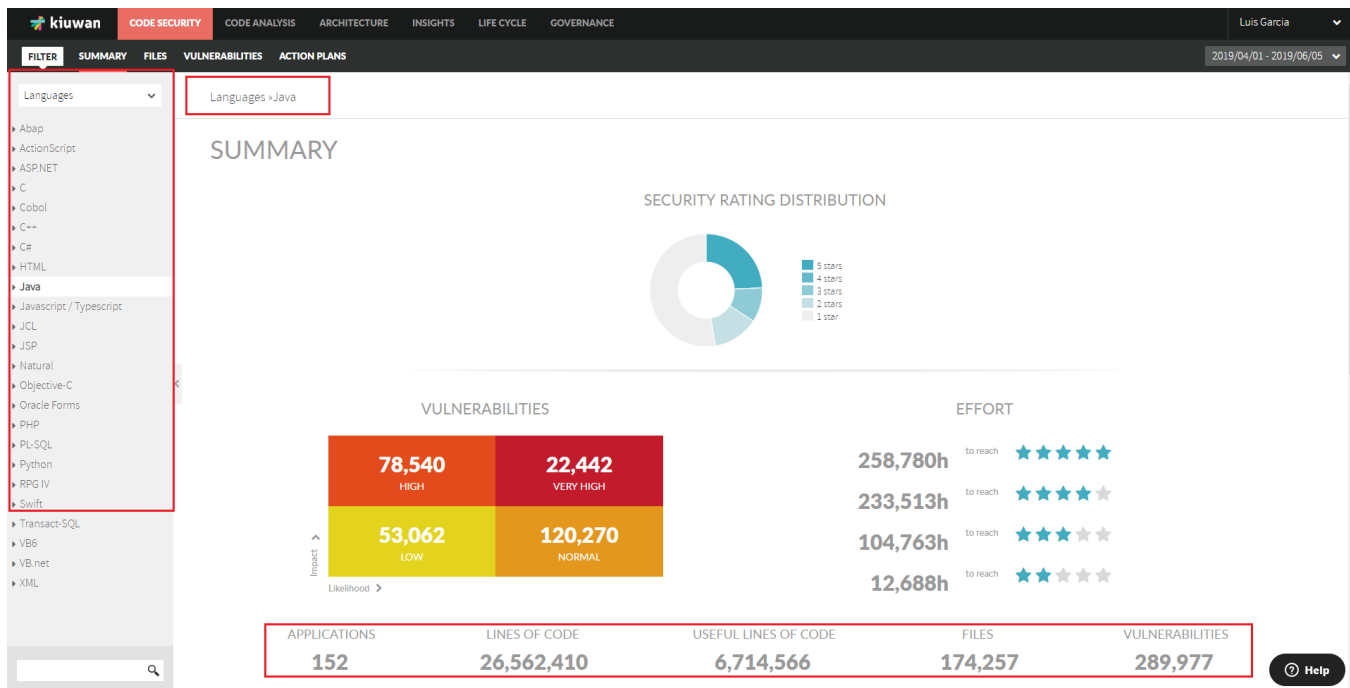 kiuwan CODE SECURITY CODE ANALYSIS ARCHITECTURE INSIGHTS LIFE CYCLE GOVERNANCE Luis Garcia
FILTER SUMMARY FILES VULNERABILITIES ACTION PLANS 2019/04/01 - 2019/06/05
Languages
Abap
ActionScript
ASP.NET
C
Cobol
C++
C#
HTML
Java
Javascript / Typescript
JCL
JSP
Natural
Objective-C
Oracle Forms
PHP
PL-SQL
Python
RPG IV
Swift
Transact-SQL
VB6
VB.net
XML
Languages »Java
SUMMARY
SECURITY RATING DISTRIBUTION
5 stars
4 stars
3 stars
2 stars
1 star
VULNERABILITIES
78,540 22,442
HIGH VERY HIGH
53,062 120,270
LOW NORMAL
Impact
Likelihood
EFFORT
258,780h to reach
233,513h to reach
104,763h to reach
12,688h to reach
APPLICATIONS LINES OF CODE USEFUL LINES OF CODE FILES VULNERABILITIES
152 26,562,410 6,714,566 174,257 289,977
? Help